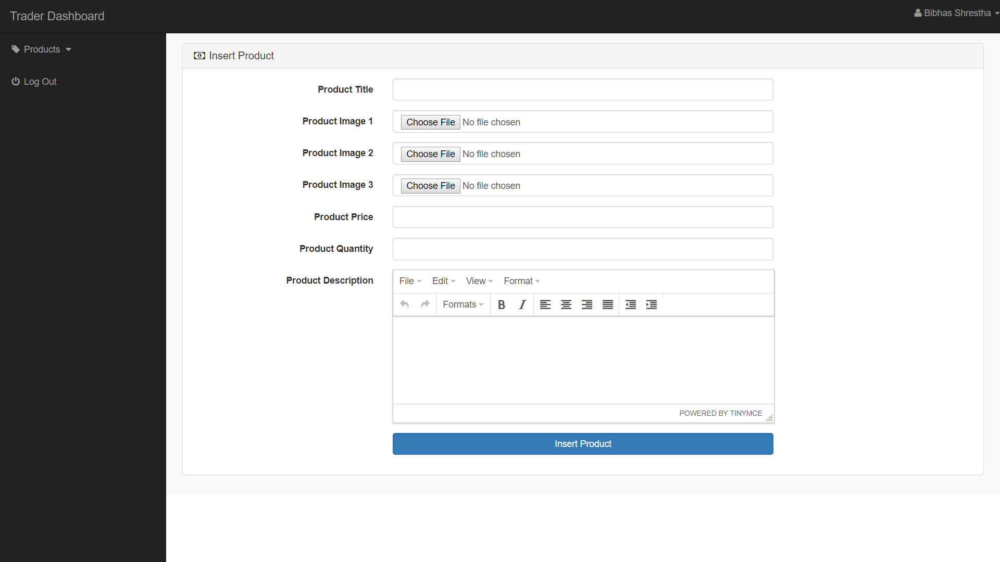 Trader Dashboard
Bibhas Shrestha
Products
Log Out
Insert Product
Product Title
Product Image 1
Choose File No file chosen
Product Image 2
Choose File No file chosen
Product Image 3
Choose File No file chosen
Product Price
Product Quantity
Product Description
File Edit View Format
Formats B I
POWERED BY TINYMCE
Insert Product